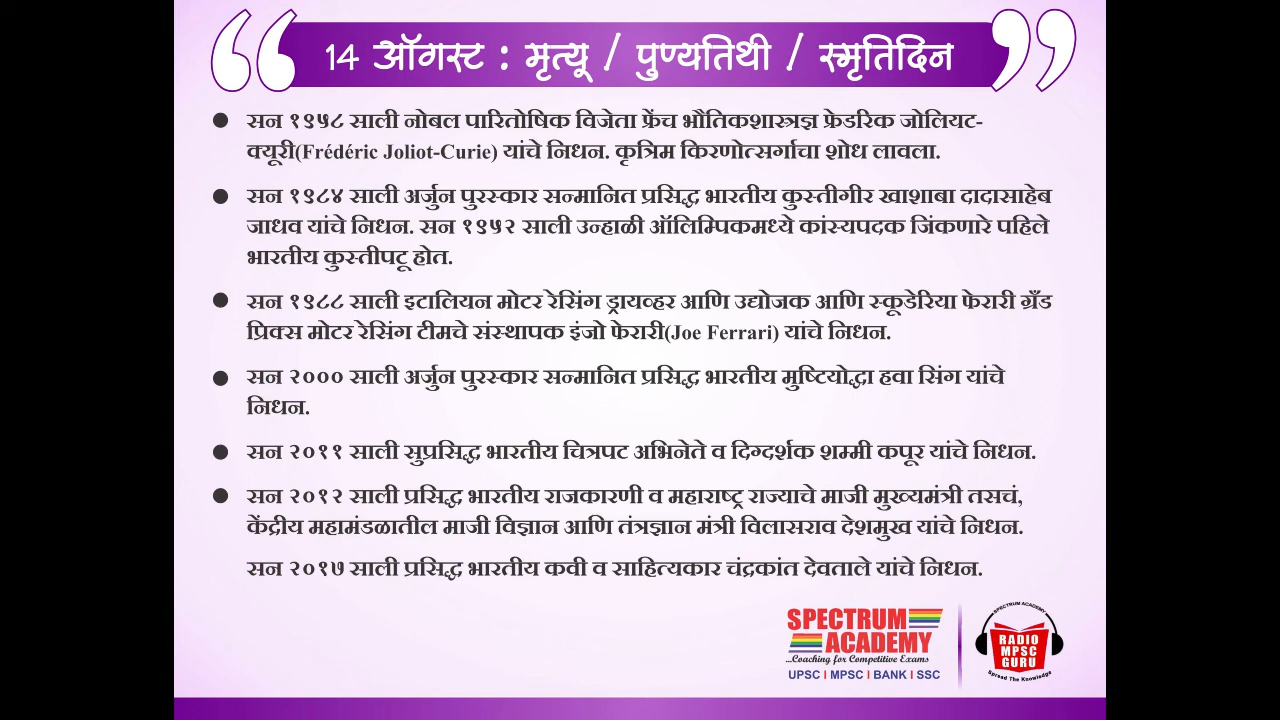 14 ऑगस्ट : मृत्यू / पुण्यतिथी / स्मृतिदिन
● सन १९५८ साली नोबल पारितोषिक विजेता फ्रेंच भौतिकशास्त्रज्ञ फ्रेडरिक जोलियट-
क्यूरी(Frédéric Joliot-Curie) यांचे निधन. कृत्रिम किरणोत्सर्गाचा शोध लावला.
● सन १९८४ साली अर्जुन पुरस्कार सन्मानित प्रसिद्ध भारतीय कुस्तीगीर खाशाबा दादासाहेब
जाधव यांचे निधन. सन १९५२ साली उन्हाळी ऑलिम्पिकमध्ये कांस्यपदक जिंकणारे पहिले
भारतीय कुस्तीपटू होत.
● सन १९८८ साली इटालियन मोटर रेसिंग ड्रायव्हर आणि उद्योजक आणि स्कूडेरिया फेरारी ग्रँड
प्रिक्स मोटर रेसिंग टीमचे संस्थापक इंजो फेरारी(Joe Ferrari) यांचे निधन.
● सन २००० साली अर्जुन पुरस्कार सन्मानित प्रसिद्ध भारतीय मुष्टियोद्धा हवा सिंग यांचे
निधन.
● सन २०११ साली सुप्रसिद्ध भारतीय चित्रपट अभिनेते व दिग्दर्शक शम्मी कपूर यांचे निधन.
● सन २०१२ साली प्रसिद्ध भारतीय राजकारणी व महाराष्ट्र राज्याचे माजी मुख्यमंत्री तसचं,
केंद्रीय महामंडळातील माजी विज्ञान आणि तंत्रज्ञान मंत्री विलासराव देशमुख यांचे निधन.
सन २०१७ साली प्रसिद्ध भारतीय कवी व साहित्यकार चंद्रकांत देवताले यांचे निधन.
SPECTRUM
ACADEMY
...Coaching for Competitive Exams
UPSC | MPSC | BANK | SSC
SPECTRUM ACADEMY
RADIO
MPSC
GURU
Spread The Knowledge